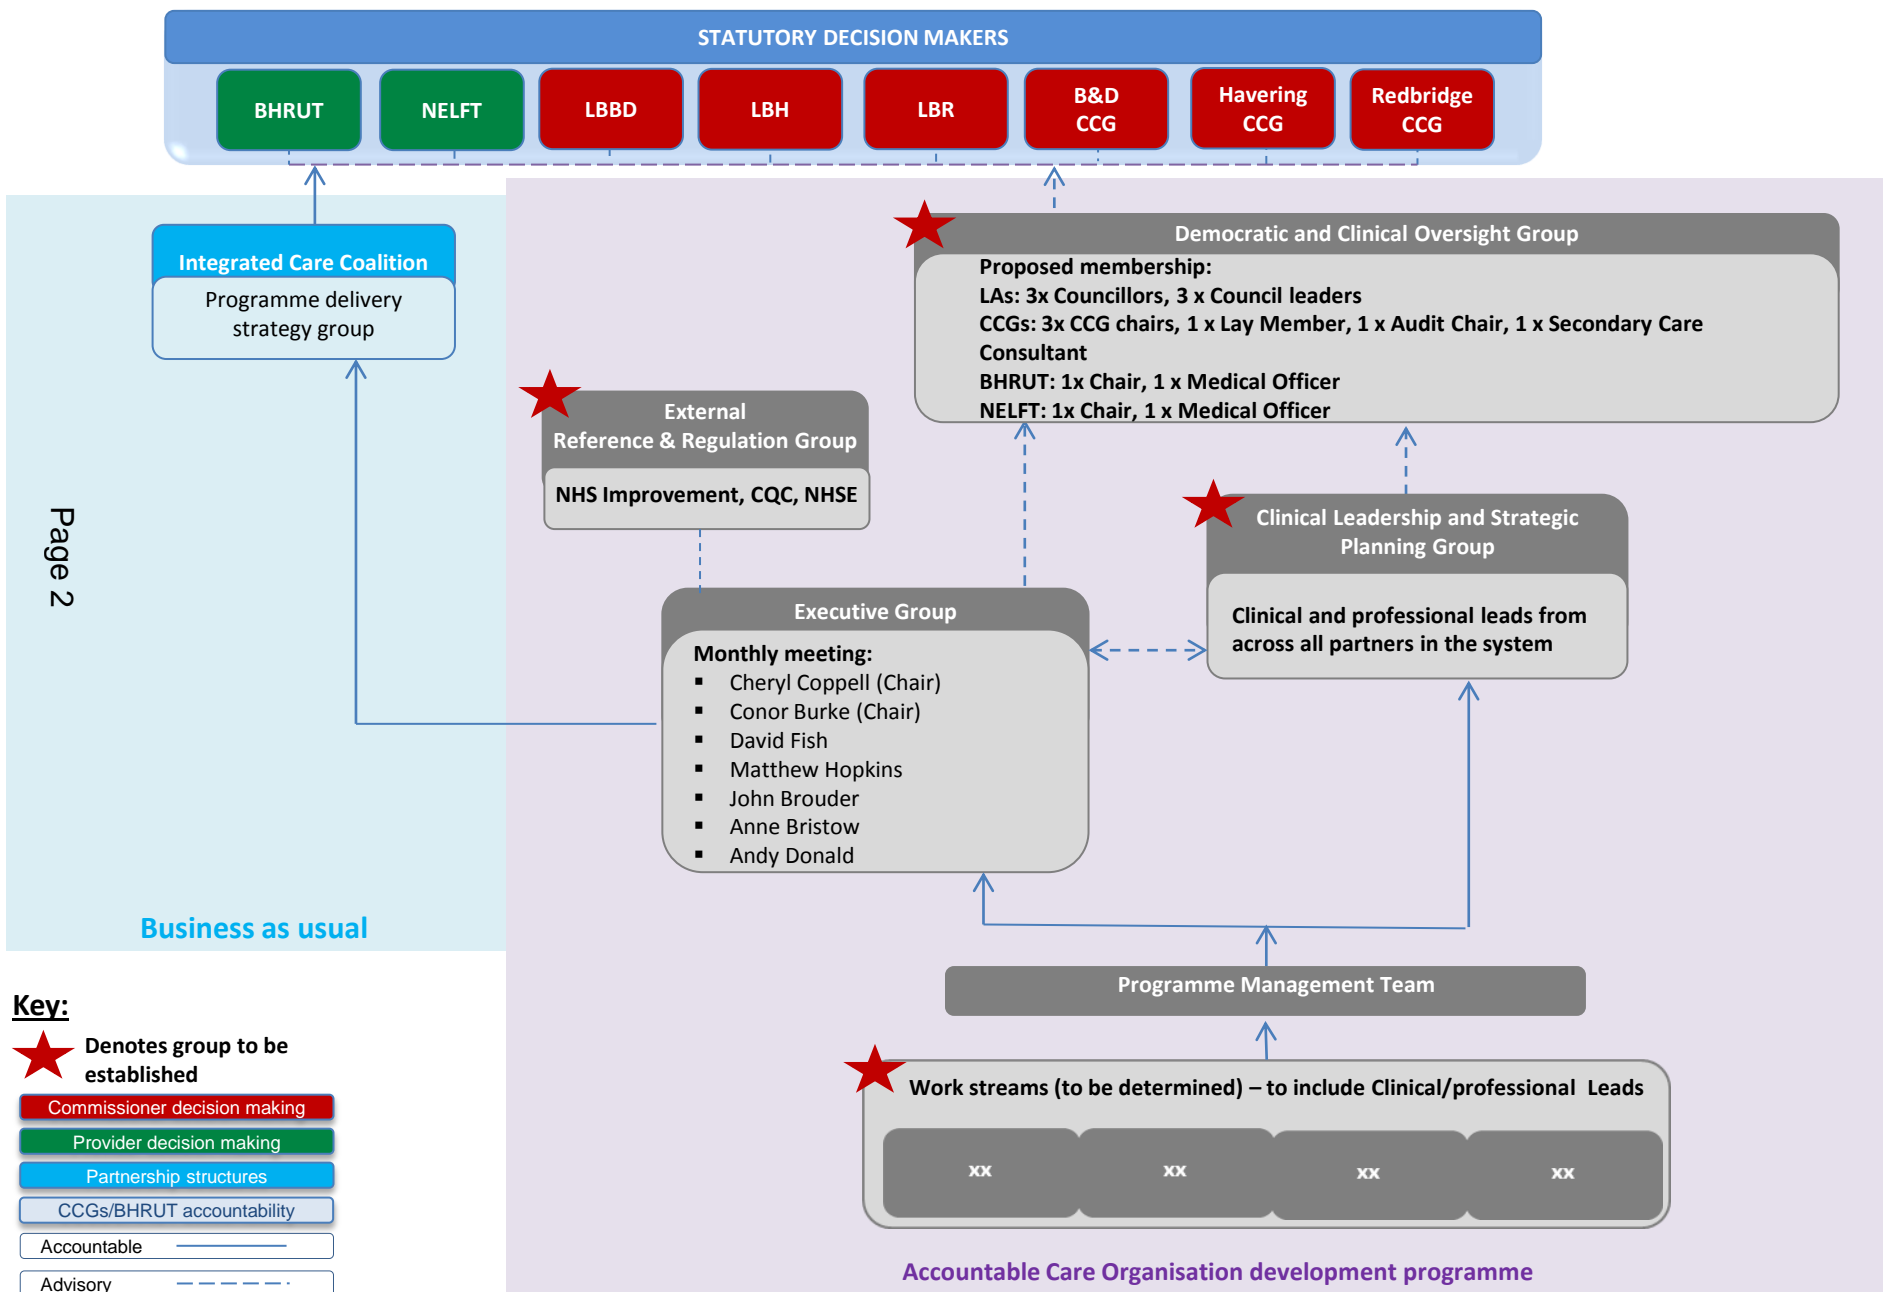 STATUTORY DECISION MAKERS
BHRUT
NELFT
LBBD
LBH
LBR
B&D
CCG
Havering
CCG
Redbridge
CCG
Integrated Care Coalition
Programme delivery
strategy group
Democratic and Clinical Oversight Group
Proposed membership:
LAs: 3x Councillors, 3 x Council leaders
CCGs: 3x CCG chairs, 1 x Lay Member, 1 x Audit Chair, 1 x Secondary Care
Consultant
BHRUT: 1x Chair, 1 x Medical Officer
NELFT: 1x Chair, 1 x Medical Officer
External
Reference & Regulation Group
NHS Improvement, CQC, NHSE
Clinical Leadership and Strategic
Planning Group
Clinical and professional leads from
across all partners in the system
Page 2
Executive Group
Monthly meeting:
▪ Cheryl Coppell (Chair)
▪ Conor Burke (Chair)
▪ David Fish
▪ Matthew Hopkins
▪ John Brouder
▪ Anne Bristow
▪ Andy Donald
Business as usual
Programme Management Team
Work streams (to be determined) – to include Clinical/professional Leads
xx
xx
xx
xx
Accountable Care Organisation development programme
Key:
Denotes group to be
established
Commissioner decision making
Provider decision making
Partnership structures
CCGs/BHRUT accountability
Accountable
Advisory